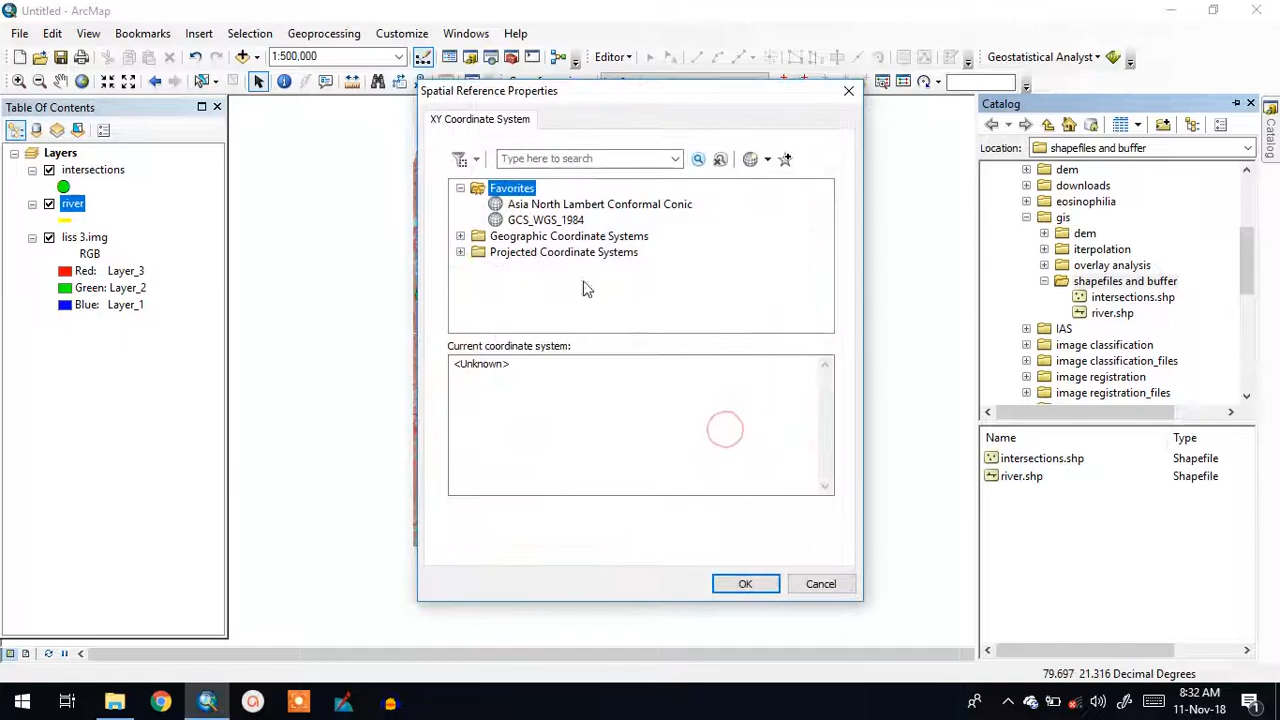 Untitled - ArcMap
File Edit View Bookmarks Insert Selection Geoprocessing Customize Windows Help
1:500,000
Editor
Geostatistical Analyst
Table Of Contents
Layers
intersections
river
liss 3.img
RGB
Red: Layer_3
Green: Layer_2
Blue: Layer_1
Spatial Reference Properties
XY Coordinate System
Type here to search
Favorites
Asia North Lambert Conformal Conic
GCS_WGS_1984
Geographic Coordinate Systems
Projected Coordinate Systems
Current coordinate system:
<Unknown>
OK Cancel
Catalog
Location: shapefiles and buffer
dem
downloads
eosinophilia
gis
dem
iterpolation
overlay analysis
shapefiles and buffer
intersections.shp
river.shp
IAS
image classification
image classification_files
image registration
image registration_files
Name Type
intersections.shp Shapefile
river.shp Shapefile
Catalog
79.697 21.316 Decimal Degrees
8:32 AM
11-Nov-18
1